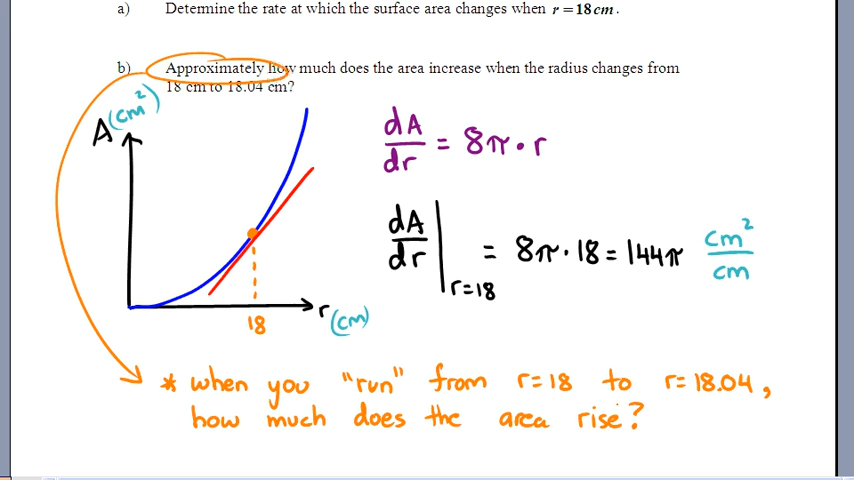 a) Determine the rate at which the surface area changes when r = 18 cm.
b) Approximately how much does the area increase when the radius changes from
18 cm to 18.04 cm?
A (cm²)
r (cm)
18
dA/dr = 8π · r
dA/dr |r=18 = 8π · 18 = 144π cm²/cm
* when you "run" from r=18 to r=18.04,
how much does the area rise?